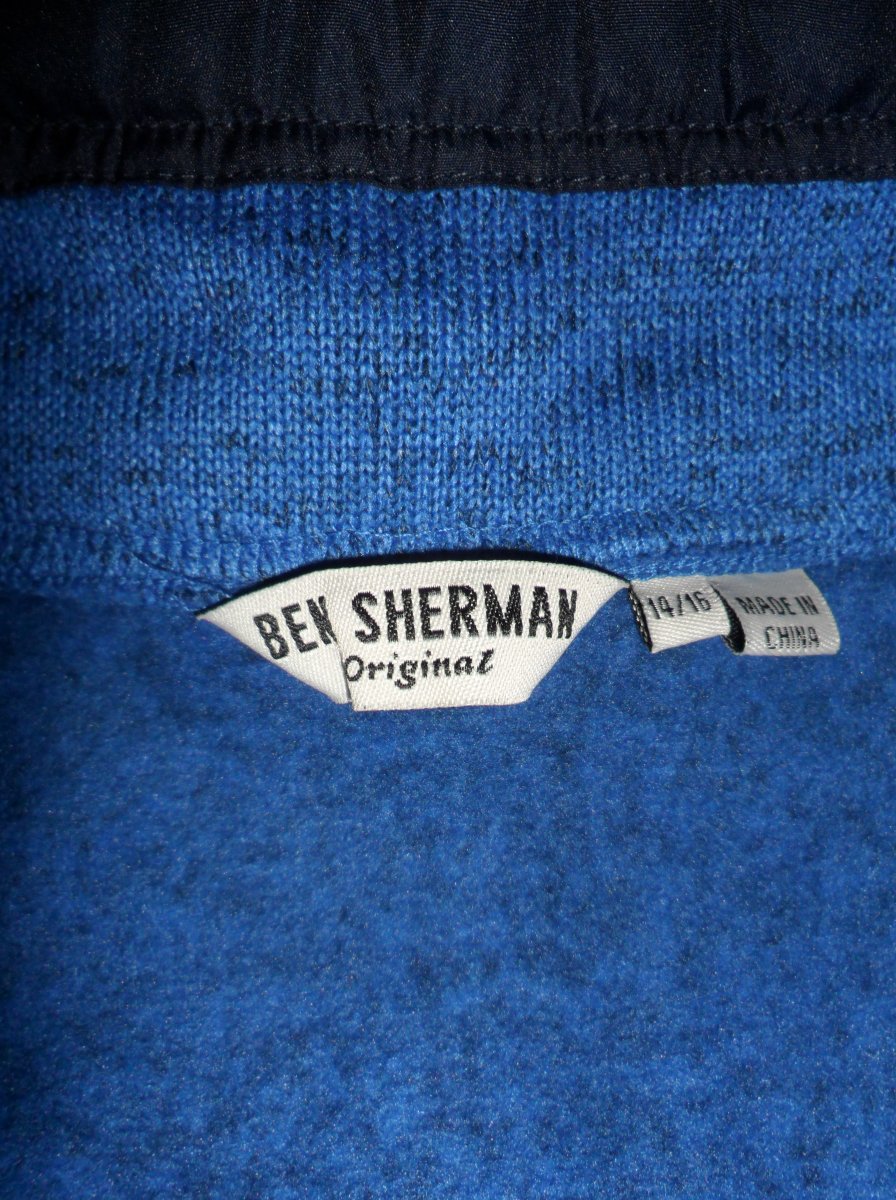 BEN SHERMAN
Original
14/16
MADE IN
CHINA